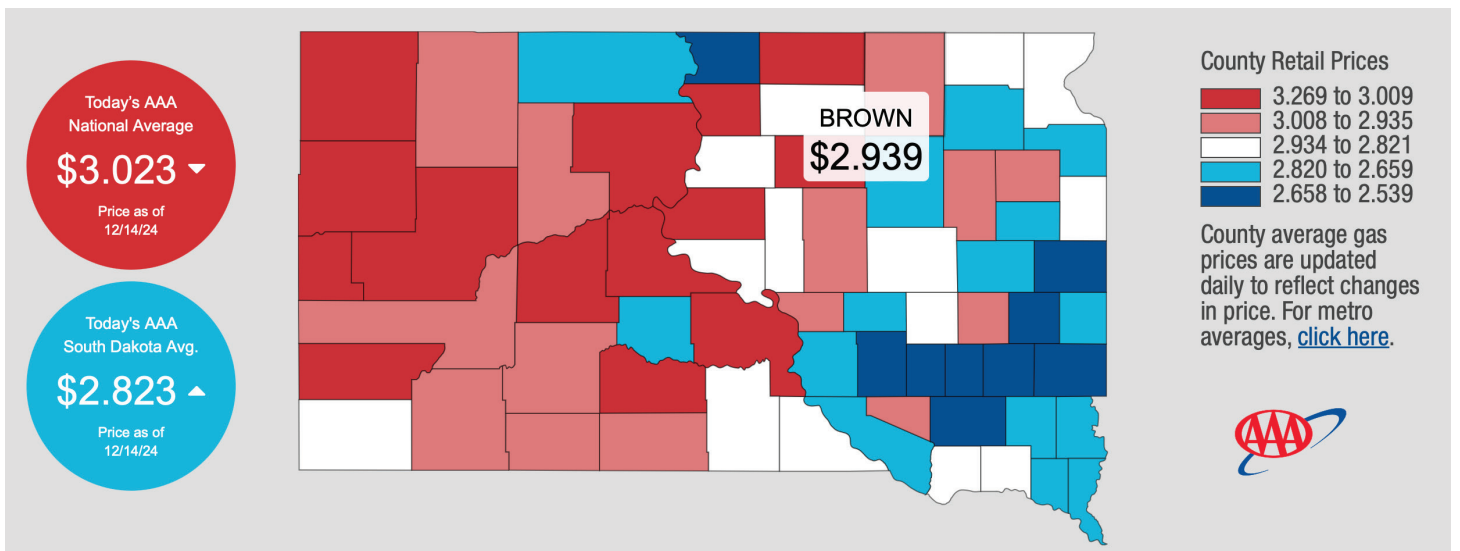 Today's AAA
National Average
$3.023
Price as of
12/14/24
Today's AAA
South Dakota Avg.
$2.823
Price as of
12/14/24
BROWN
$2.939
County Retail Prices
3.269 to 3.009
3.008 to 2.935
2.934 to 2.821
2.820 to 2.659
2.658 to 2.539
County average gas
prices are updated
daily to reflect changes
in price. For metro
averages, click here.
AAA